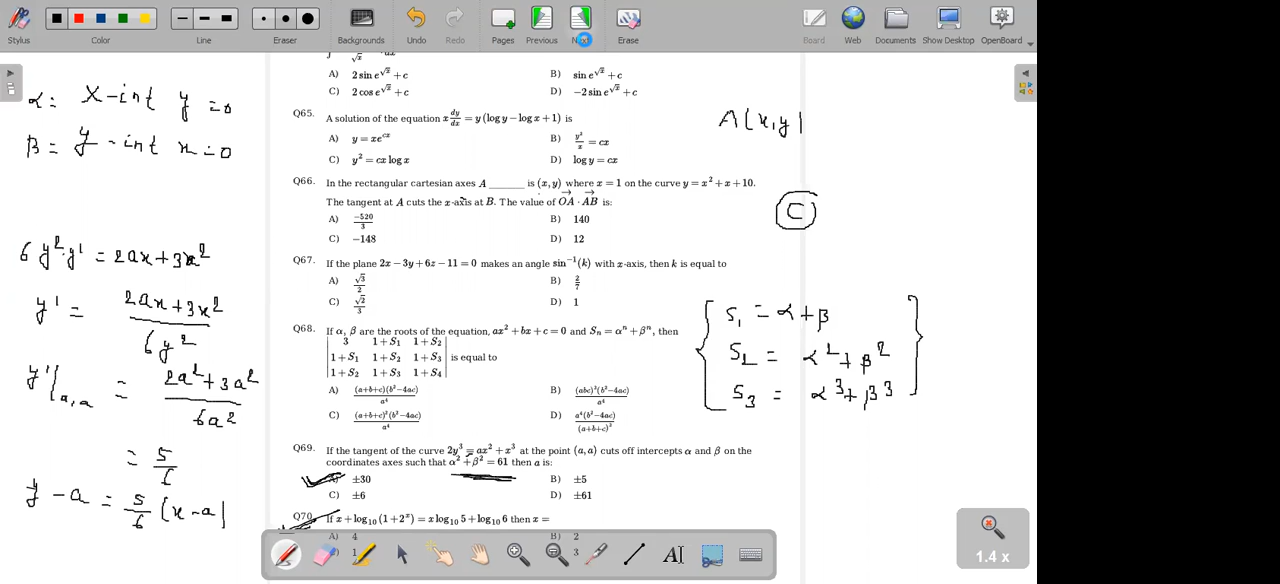 Stylus
Color
Line
Eraser
Backgrounds
Undo
Redo
Pages
Previous
Next
Erase
Board
Web
Documents
Show Desktop
OpenBoard
A) 2 sin e^√x + c
B) sin e^√x + c
C) 2 cos e^√x + c
D) −2 sin e^√x + c
Q65. A solution of the equation x dy/dx = y (log y − log x + 1) is
A) y = xe^cx
B) y²/x = cx
C) y² = cx log x
D) log y = cx
Q66. In the rectangular cartesian axes A ______ is (x, y) where x = 1 on the curve y = x² + x + 10.
The tangent at A cuts the x-axis at B. The value of OA→ · AB→ is:
A) −520/3
B) 140
C) −148
D) 12
Q67. If the plane 2x − 3y + 6z − 11 = 0 makes an angle sin⁻¹(k) with x-axis, then k is equal to
A) √3/2
B) 2/7
C) √2/3
D) 1
Q68. If α, β are the roots of the equation, ax² + bx + c = 0 and Sₙ = αⁿ + βⁿ, then
| 3 1 + S₁ 1 + S₂ |
| 1 + S₁ 1 + S₂ 1 + S₃ | is equal to
| 1 + S₂ 1 + S₃ 1 + S₄ |
A) (a+b+c)(b²−4ac)/a⁴
B) (abc)²(b²−4ac)/a⁴
C) (a+b+c)²(b²−4ac)/a⁴
D) a⁴(b²−4ac)/(a+b+c)²
Q69. If the tangent of the curve 2y³ = ax² + x³ at the point (a, a) cuts off intercepts α and β on the
coordinates axes such that α² + β² = 61 then a is:
±30
B) ±5
C) ±6
D) ±61
Q70. If x + log₁₀ (1 + 2ˣ) = x log₁₀ 5 + log₁₀ 6 then x =
A) 4
B) 2
1
3
α = x-int y = 0
β = y-int x = 0
6y²·y' = 2ax + 3x²
y' = 2ax + 3x² / 6y²
y'|a,a = 2a² + 3a² / 6a²
= 5/6
y − a = 5/6 (x − a)
A(x, y)
C
S₁ = α + β
S₂ = α² + β²
S₃ = α³ + β³
1.4 x